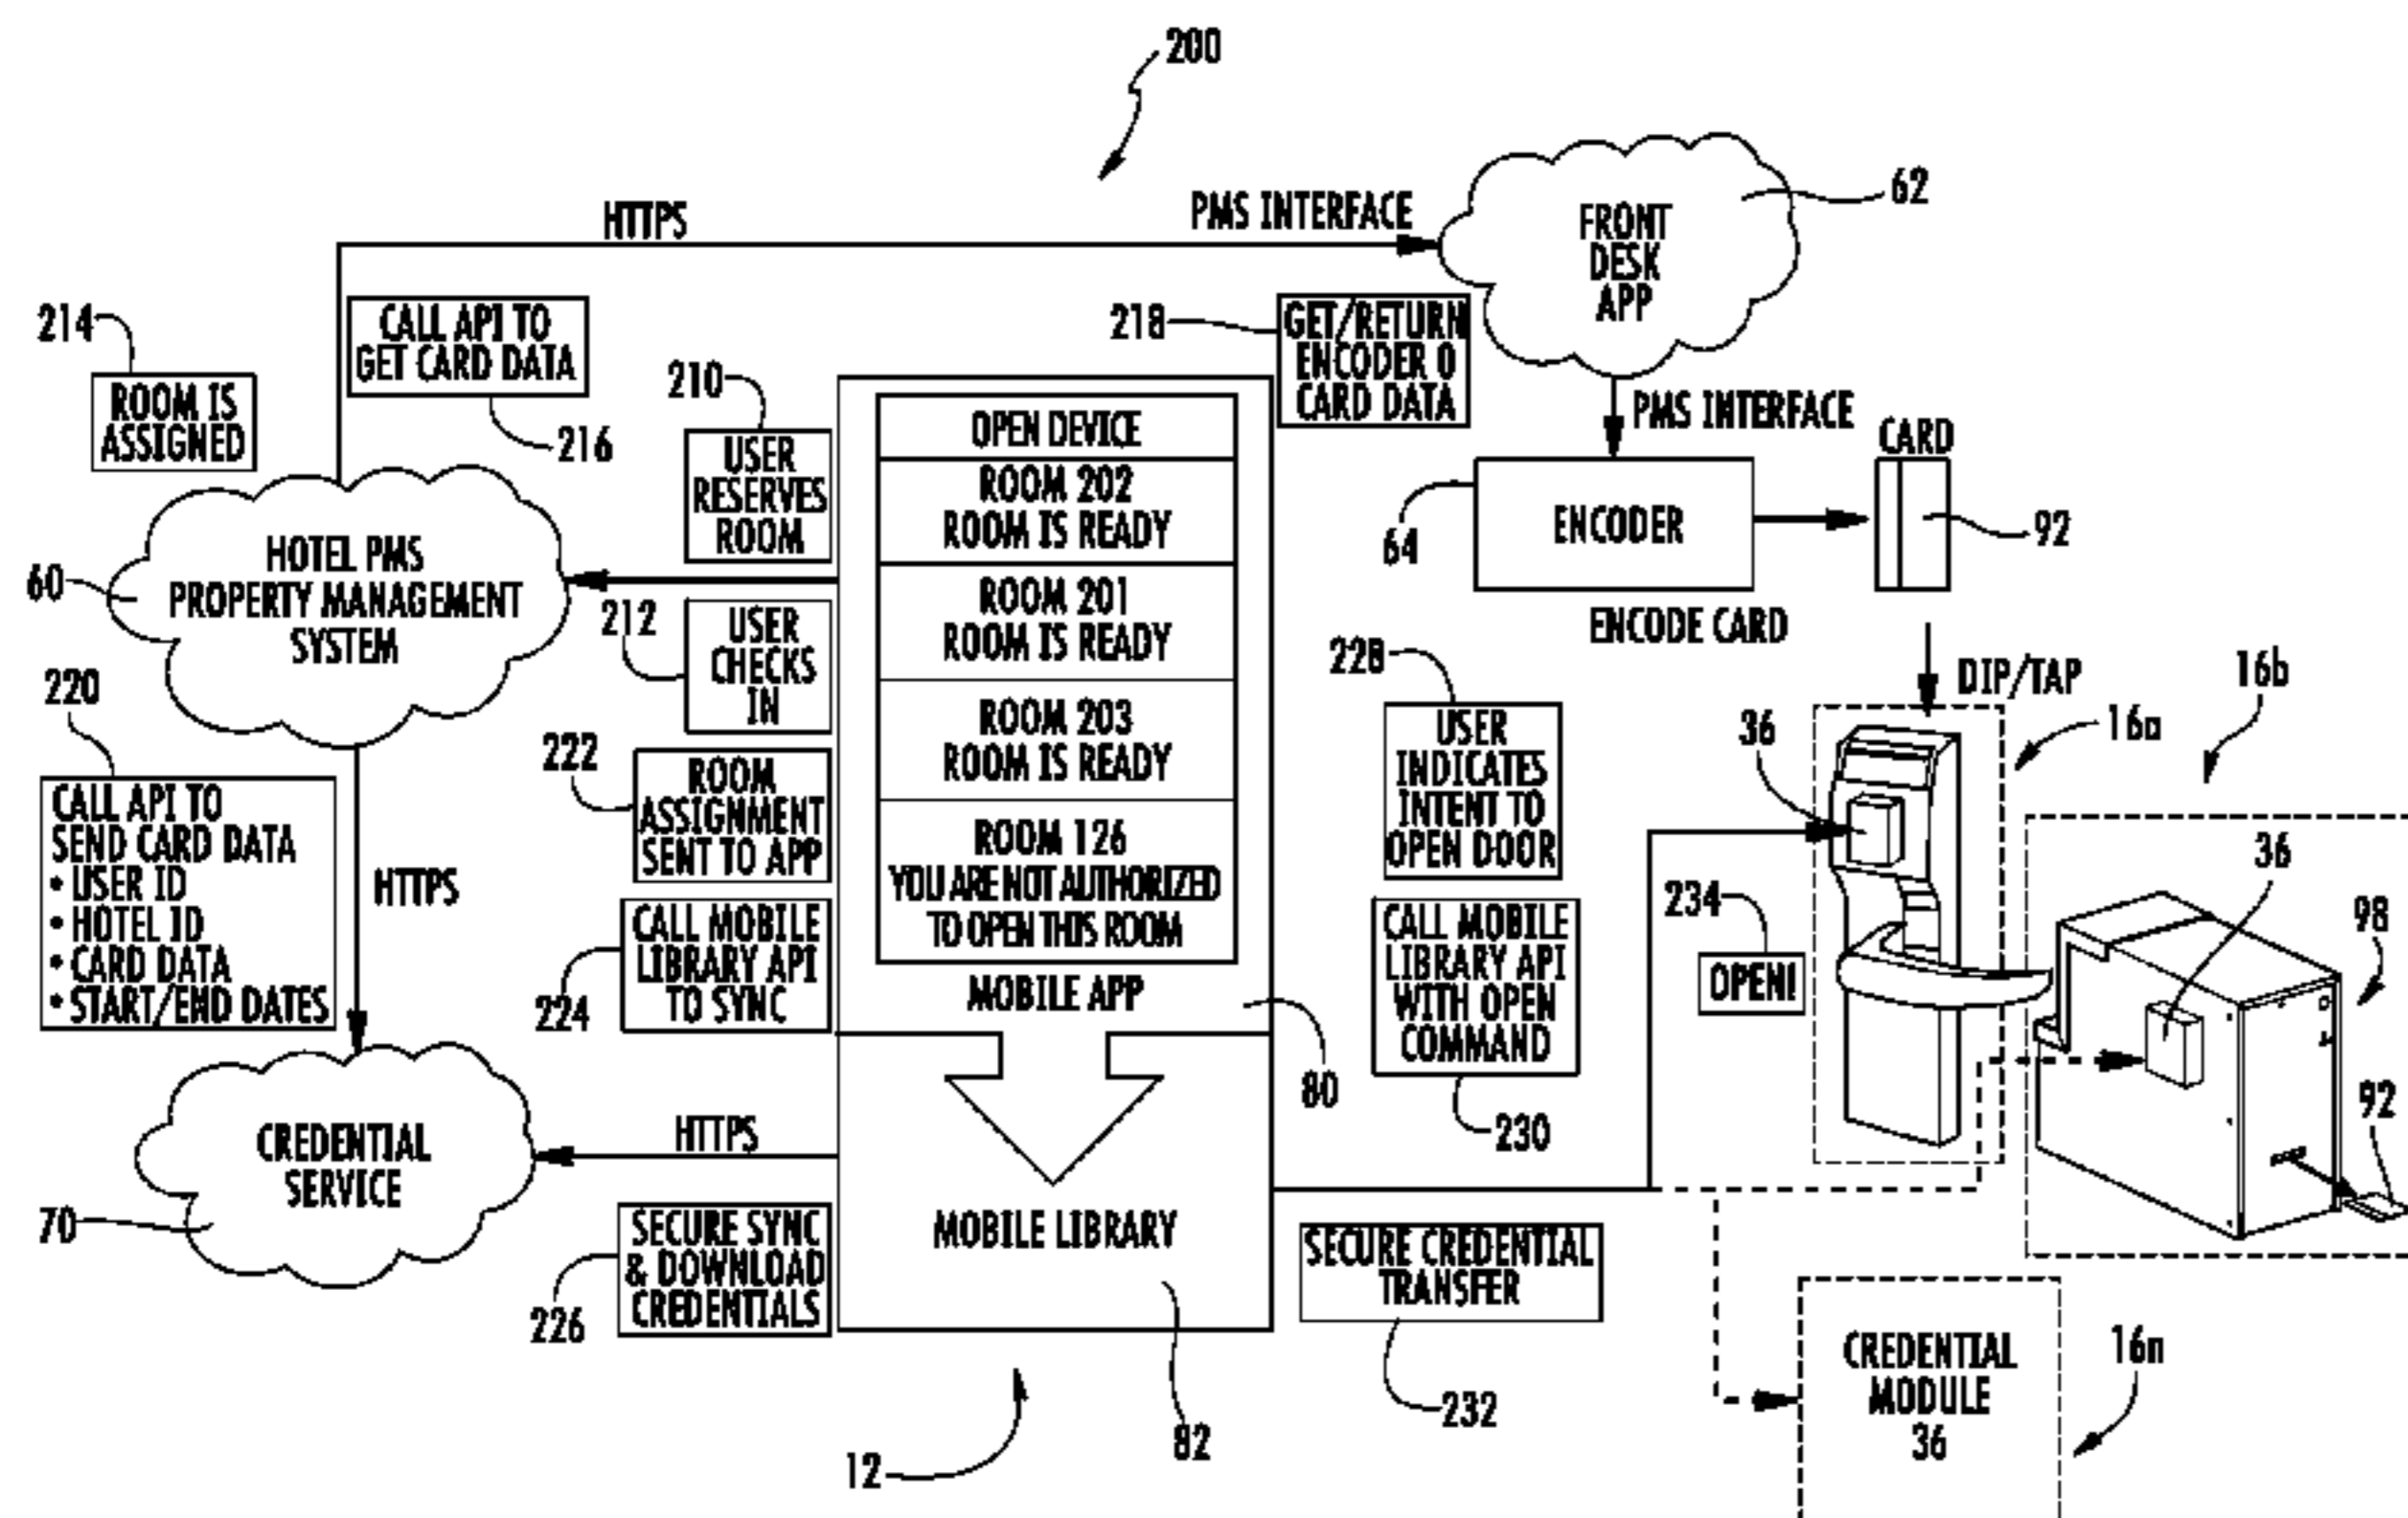 200
HTTPS
PMS INTERFACE
FRONT
DESK
APP
62
214
ROOM IS
ASSIGNED
CALL API TO
GET CARD DATA
216
210
USER
RESERVES
ROOM
218
GET/RETURN
ENCODER 0
CARD DATA
PMS INTERFACE
CARD
64
ENCODER
92
ENCODE CARD
OPEN DEVICE
ROOM 202
ROOM IS READY
ROOM 201
ROOM IS READY
ROOM 203
ROOM IS READY
ROOM 126
YOU ARE NOT AUTHORIZED
TO OPEN THIS ROOM
MOBILE APP
80
60
HOTEL PMS
PROPERTY MANAGEMENT
SYSTEM
212
USER
CHECKS
IN
220
CALL API TO
SEND CARD DATA
• USER ID
• HOTEL ID
• CARD DATA
• START/END DATES
HTTPS
222
ROOM
ASSIGNMENT
SENT TO APP
224
CALL MOBILE
LIBRARY API
TO SYNC
228
USER
INDICATES
INTENT TO
OPEN DOOR
CALL MOBILE
LIBRARY API
WITH OPEN
COMMAND
230
DIP/TAP
16a
16b
36
234
OPEN!
36
98
92
CREDENTIAL
SERVICE
70
HTTPS
226
SECURE SYNC
& DOWNLOAD
CREDENTIALS
MOBILE LIBRARY
82
12
SECURE CREDENTIAL
TRANSFER
232
CREDENTIAL
MODULE
36
16n